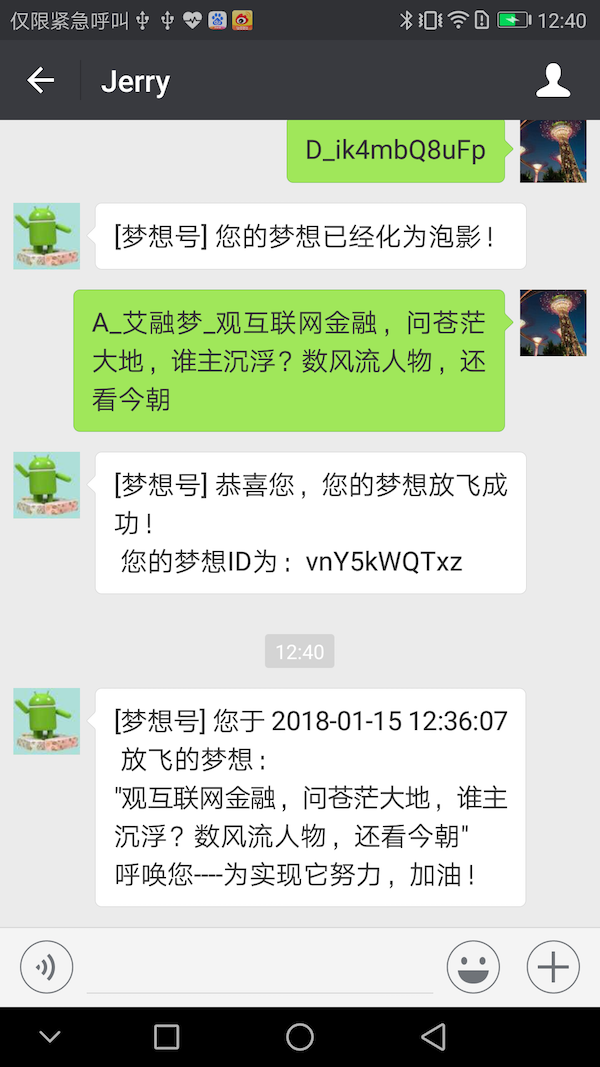 仅限紧急呼叫 12:40
Jerry
D_ik4mbQ8uFp
[梦想号] 您的梦想已经化为泡影！
A_艾融梦_观互联网金融，问苍茫
大地，谁主沉浮？数风流人物，还
看今朝
[梦想号] 恭喜您，您的梦想放飞成
功！
您的梦想ID为：vnY5kWQTxz
12:40
[梦想号] 您于 2018-01-15 12:36:07
放飞的梦想：
"观互联网金融，问苍茫大地，谁主
沉浮？数风流人物，还看今朝"
呼唤您----为实现它努力，加油！